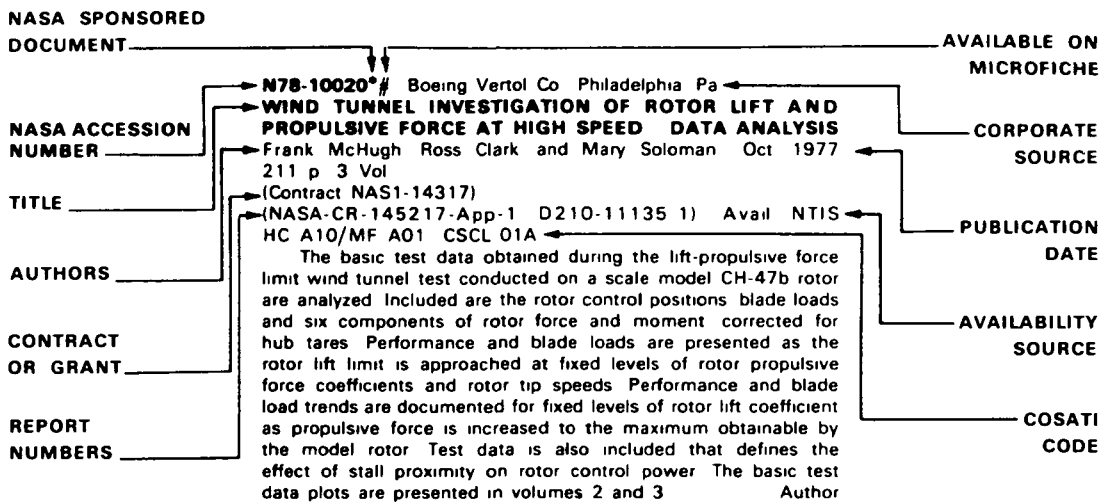 NASA SPONSORED
DOCUMENT
AVAILABLE ON
MICROFICHE
N78-10020*# Boeing Vertol Co Philadelphia Pa
WIND TUNNEL INVESTIGATION OF ROTOR LIFT AND
PROPULSIVE FORCE AT HIGH SPEED DATA ANALYSIS
Frank McHugh Ross Clark and Mary Soloman Oct 1977
211 p 3 Vol
(Contract NAS1-14317)
(NASA-CR-145217-App-1 D210-11135 1) Avail NTIS
HC A10/MF A01 CSCL 01A
The basic test data obtained during the lift-propulsive force
limit wind tunnel test conducted on a scale model CH-47b rotor
are analyzed Included are the rotor control positions blade loads
and six components of rotor force and moment corrected for
hub tares Performance and blade loads are presented as the
rotor lift limit is approached at fixed levels of rotor propulsive
force coefficients and rotor tip speeds Performance and blade
load trends are documented for fixed levels of rotor lift coefficient
as propulsive force is increased to the maximum obtainable by
the model rotor Test data is also included that defines the
effect of stall proximity on rotor control power The basic test
data plots are presented in volumes 2 and 3 Author
NASA ACCESSION
NUMBER
TITLE
AUTHORS
CONTRACT
OR GRANT
REPORT
NUMBERS
CORPORATE
SOURCE
PUBLICATION
DATE
AVAILABILITY
SOURCE
COSATI
CODE